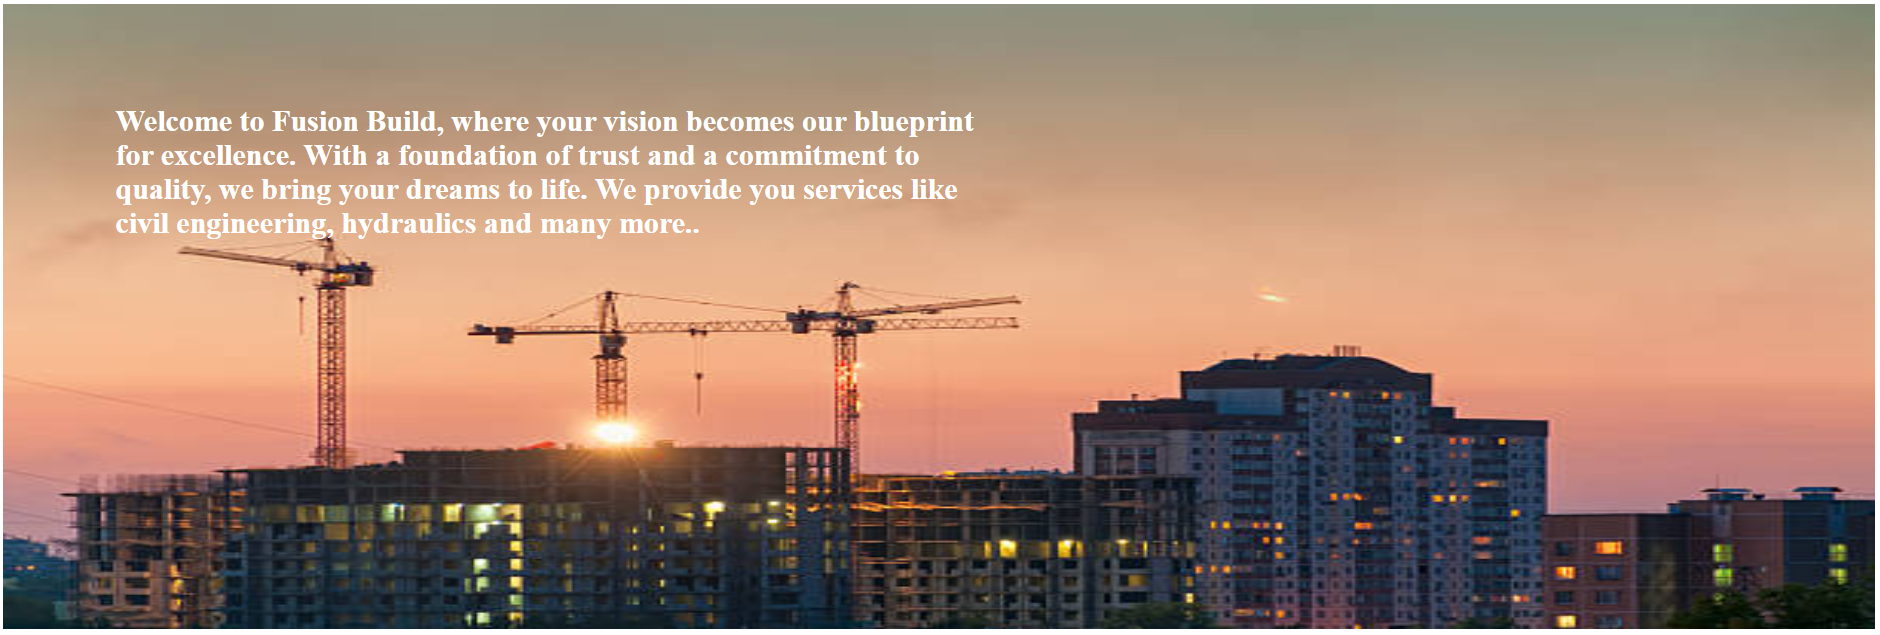 Welcome to Fusion Build, where your vision becomes our blueprint
for excellence. With a foundation of trust and a commitment to
quality, we bring your dreams to life. We provide you services like
civil engineering, hydraulics and many more..